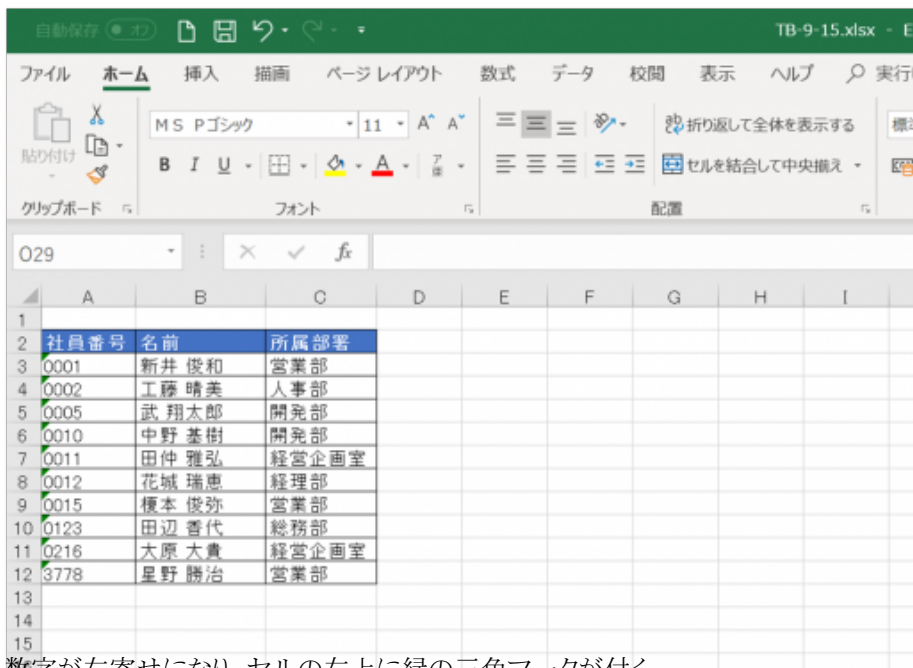 自動保存 オフ TB-9-15.xlsx - E
ファイル ホーム 挿入 描画 ページ レイアウト 数式 データ 校閲 表示 ヘルプ 実行
貼り付け MS Pゴシック 11 A A 折り返して全体を表示する
B I U A セルを結合して中央揃え
クリップボード フォント 配置
O29 fx
A B C D E F G H I
1
2 社員番号 名前 所属部署
3 0001 新井 俊和 営業部
4 0002 工藤 晴美 人事部
5 0005 武 翔太郎 開発部
6 0010 中野 基樹 開発部
7 0011 田仲 雅弘 経営企画室
8 0012 花城 瑞恵 経理部
9 0015 榎本 俊弥 営業部
10 0123 田辺 香代 総務部
11 0216 大原 大貴 経営企画室
12 3778 星野 勝治 営業部
13
14
15
数字が左寄せになり、セルの左上に緑の三角マークが付く